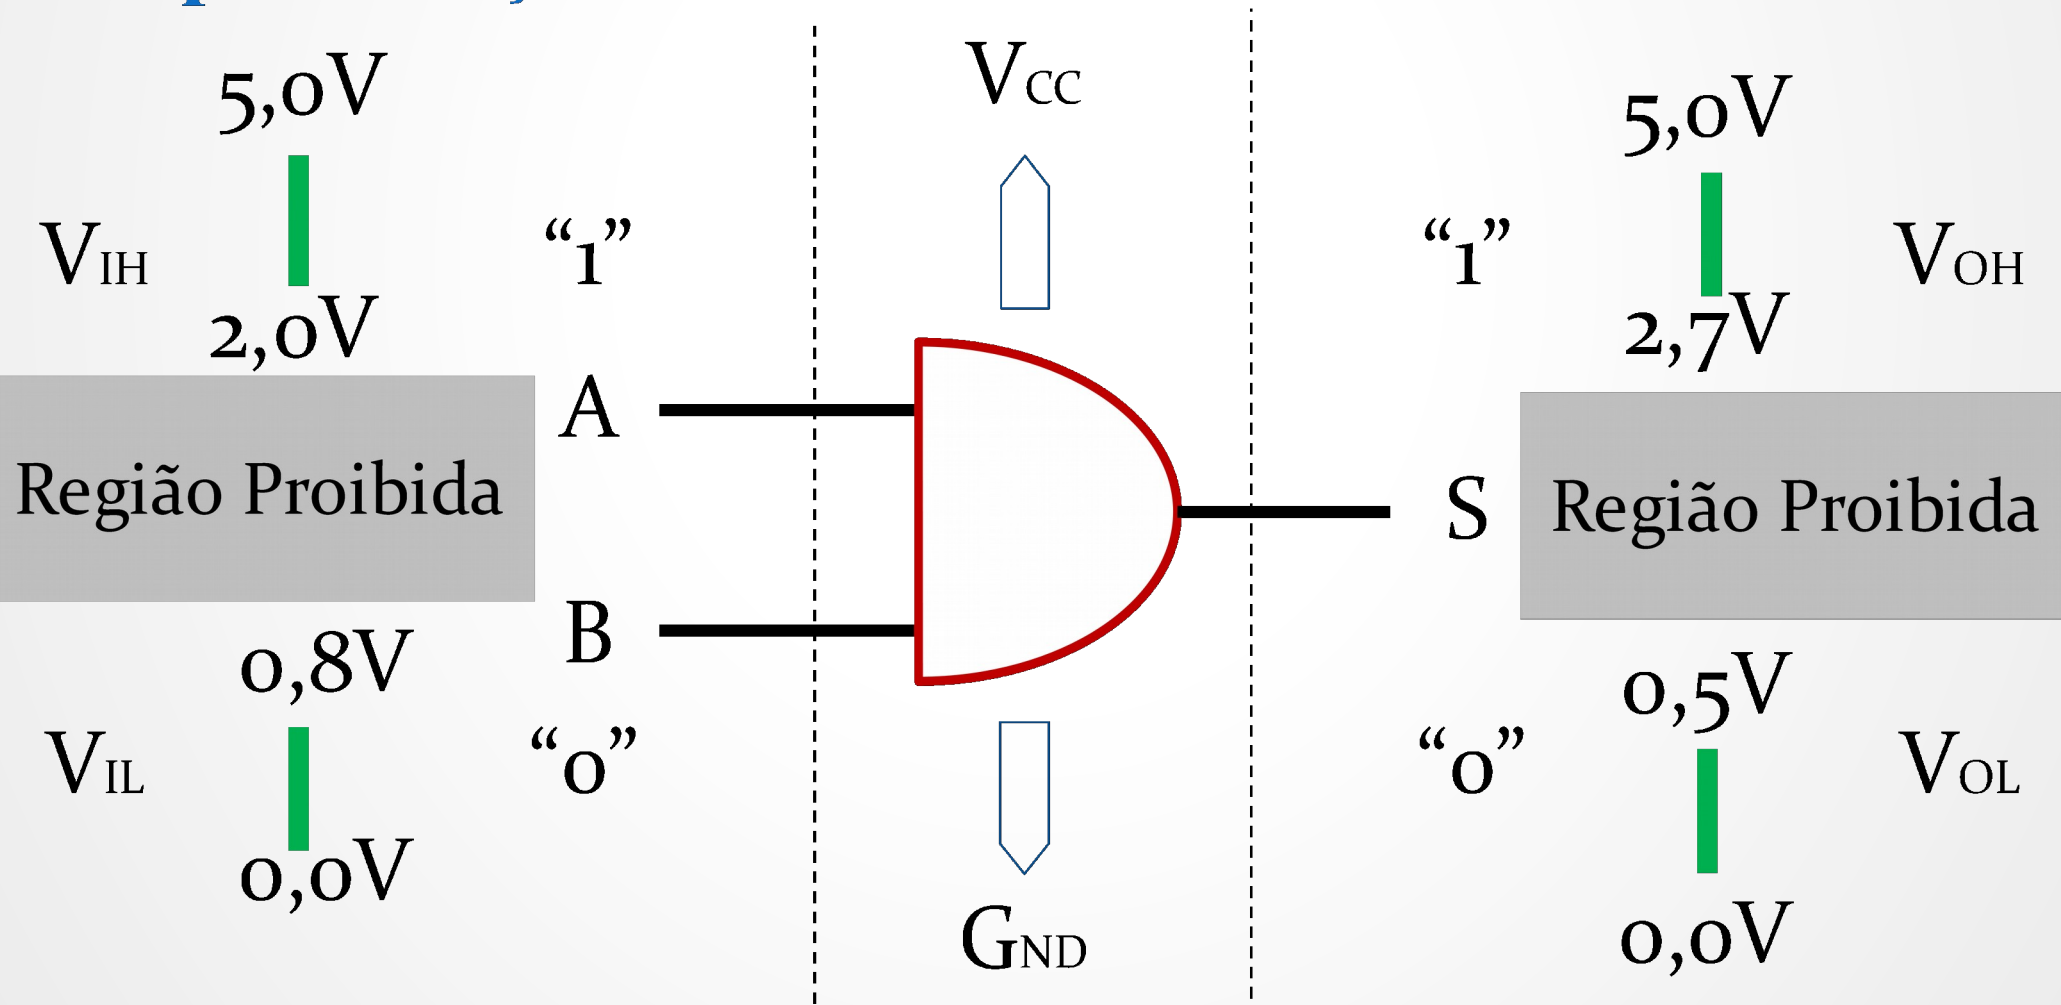 VCC
5,0V
5,0V
VIH
"1"
"1"
VOH
2,0V
2,7V
A
Região Proibida
S
Região Proibida
B
0,8V
0,5V
VIL
"0"
"0"
VOL
0,0V
GND
0,0V